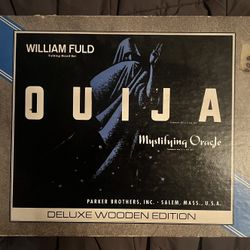 WILLIAM FULD
Talking Board Set
OUIJA
Mystifying Oracle
PARKER BROTHERS, INC. • SALEM, MASS., U.S.A.
DELUXE WOODEN EDITION